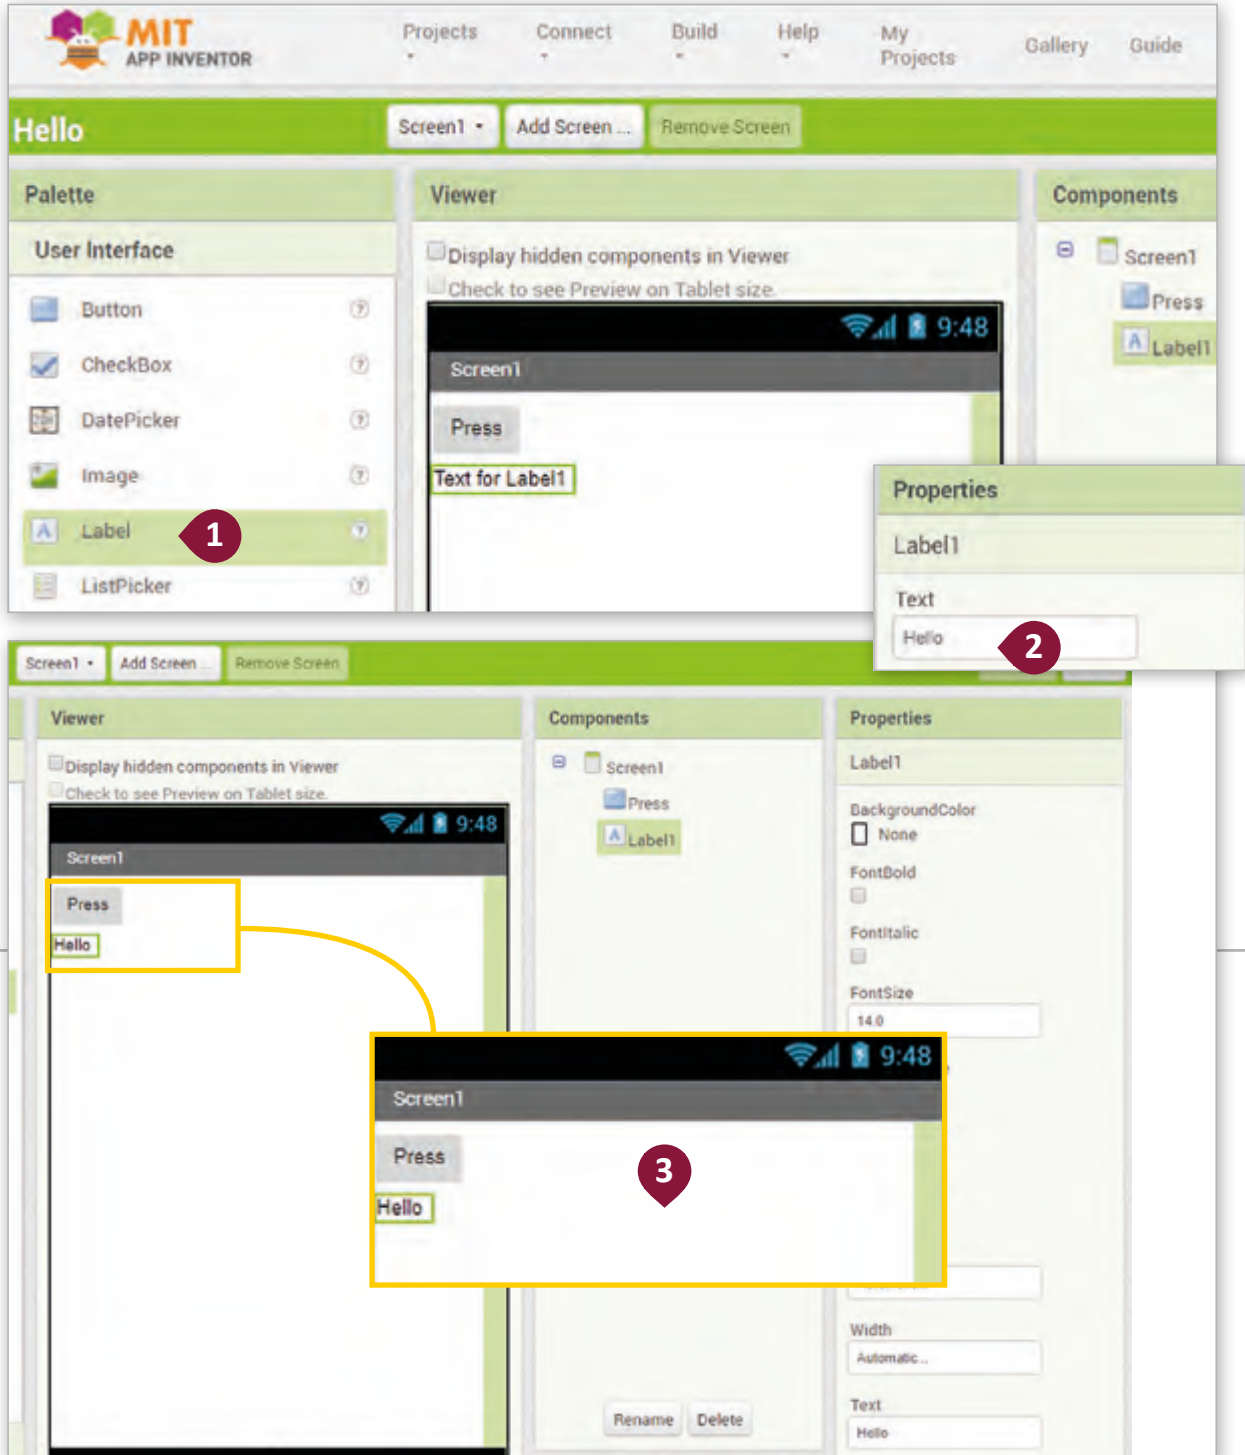 MIT
APP INVENTOR
Projects
Connect
Build
Help
My
Projects
Gallery
Guide
Hello
Screen1
Add Screen ...
Remove Screen
Palette
User Interface
Button
CheckBox
DatePicker
Image
Label
1
ListPicker
Viewer
Display hidden components in Viewer
Check to see Preview on Tablet size.
9:48
Screen1
Press
Text for Label1
Components
Screen1
Press
Label1
Properties
Label1
Text
Hello
2
Screen1
Add Screen ...
Remove Screen
Viewer
Display hidden components in Viewer
Check to see Preview on Tablet size.
9:48
Screen1
Press
Hello
Components
Screen1
Press
Label1
Rename
Delete
Properties
Label1
BackgroundColor
None
FontBold
FontItalic
FontSize
14.0
Width
Automatic...
Text
Hello
9:48
Screen1
Press
3
Hello